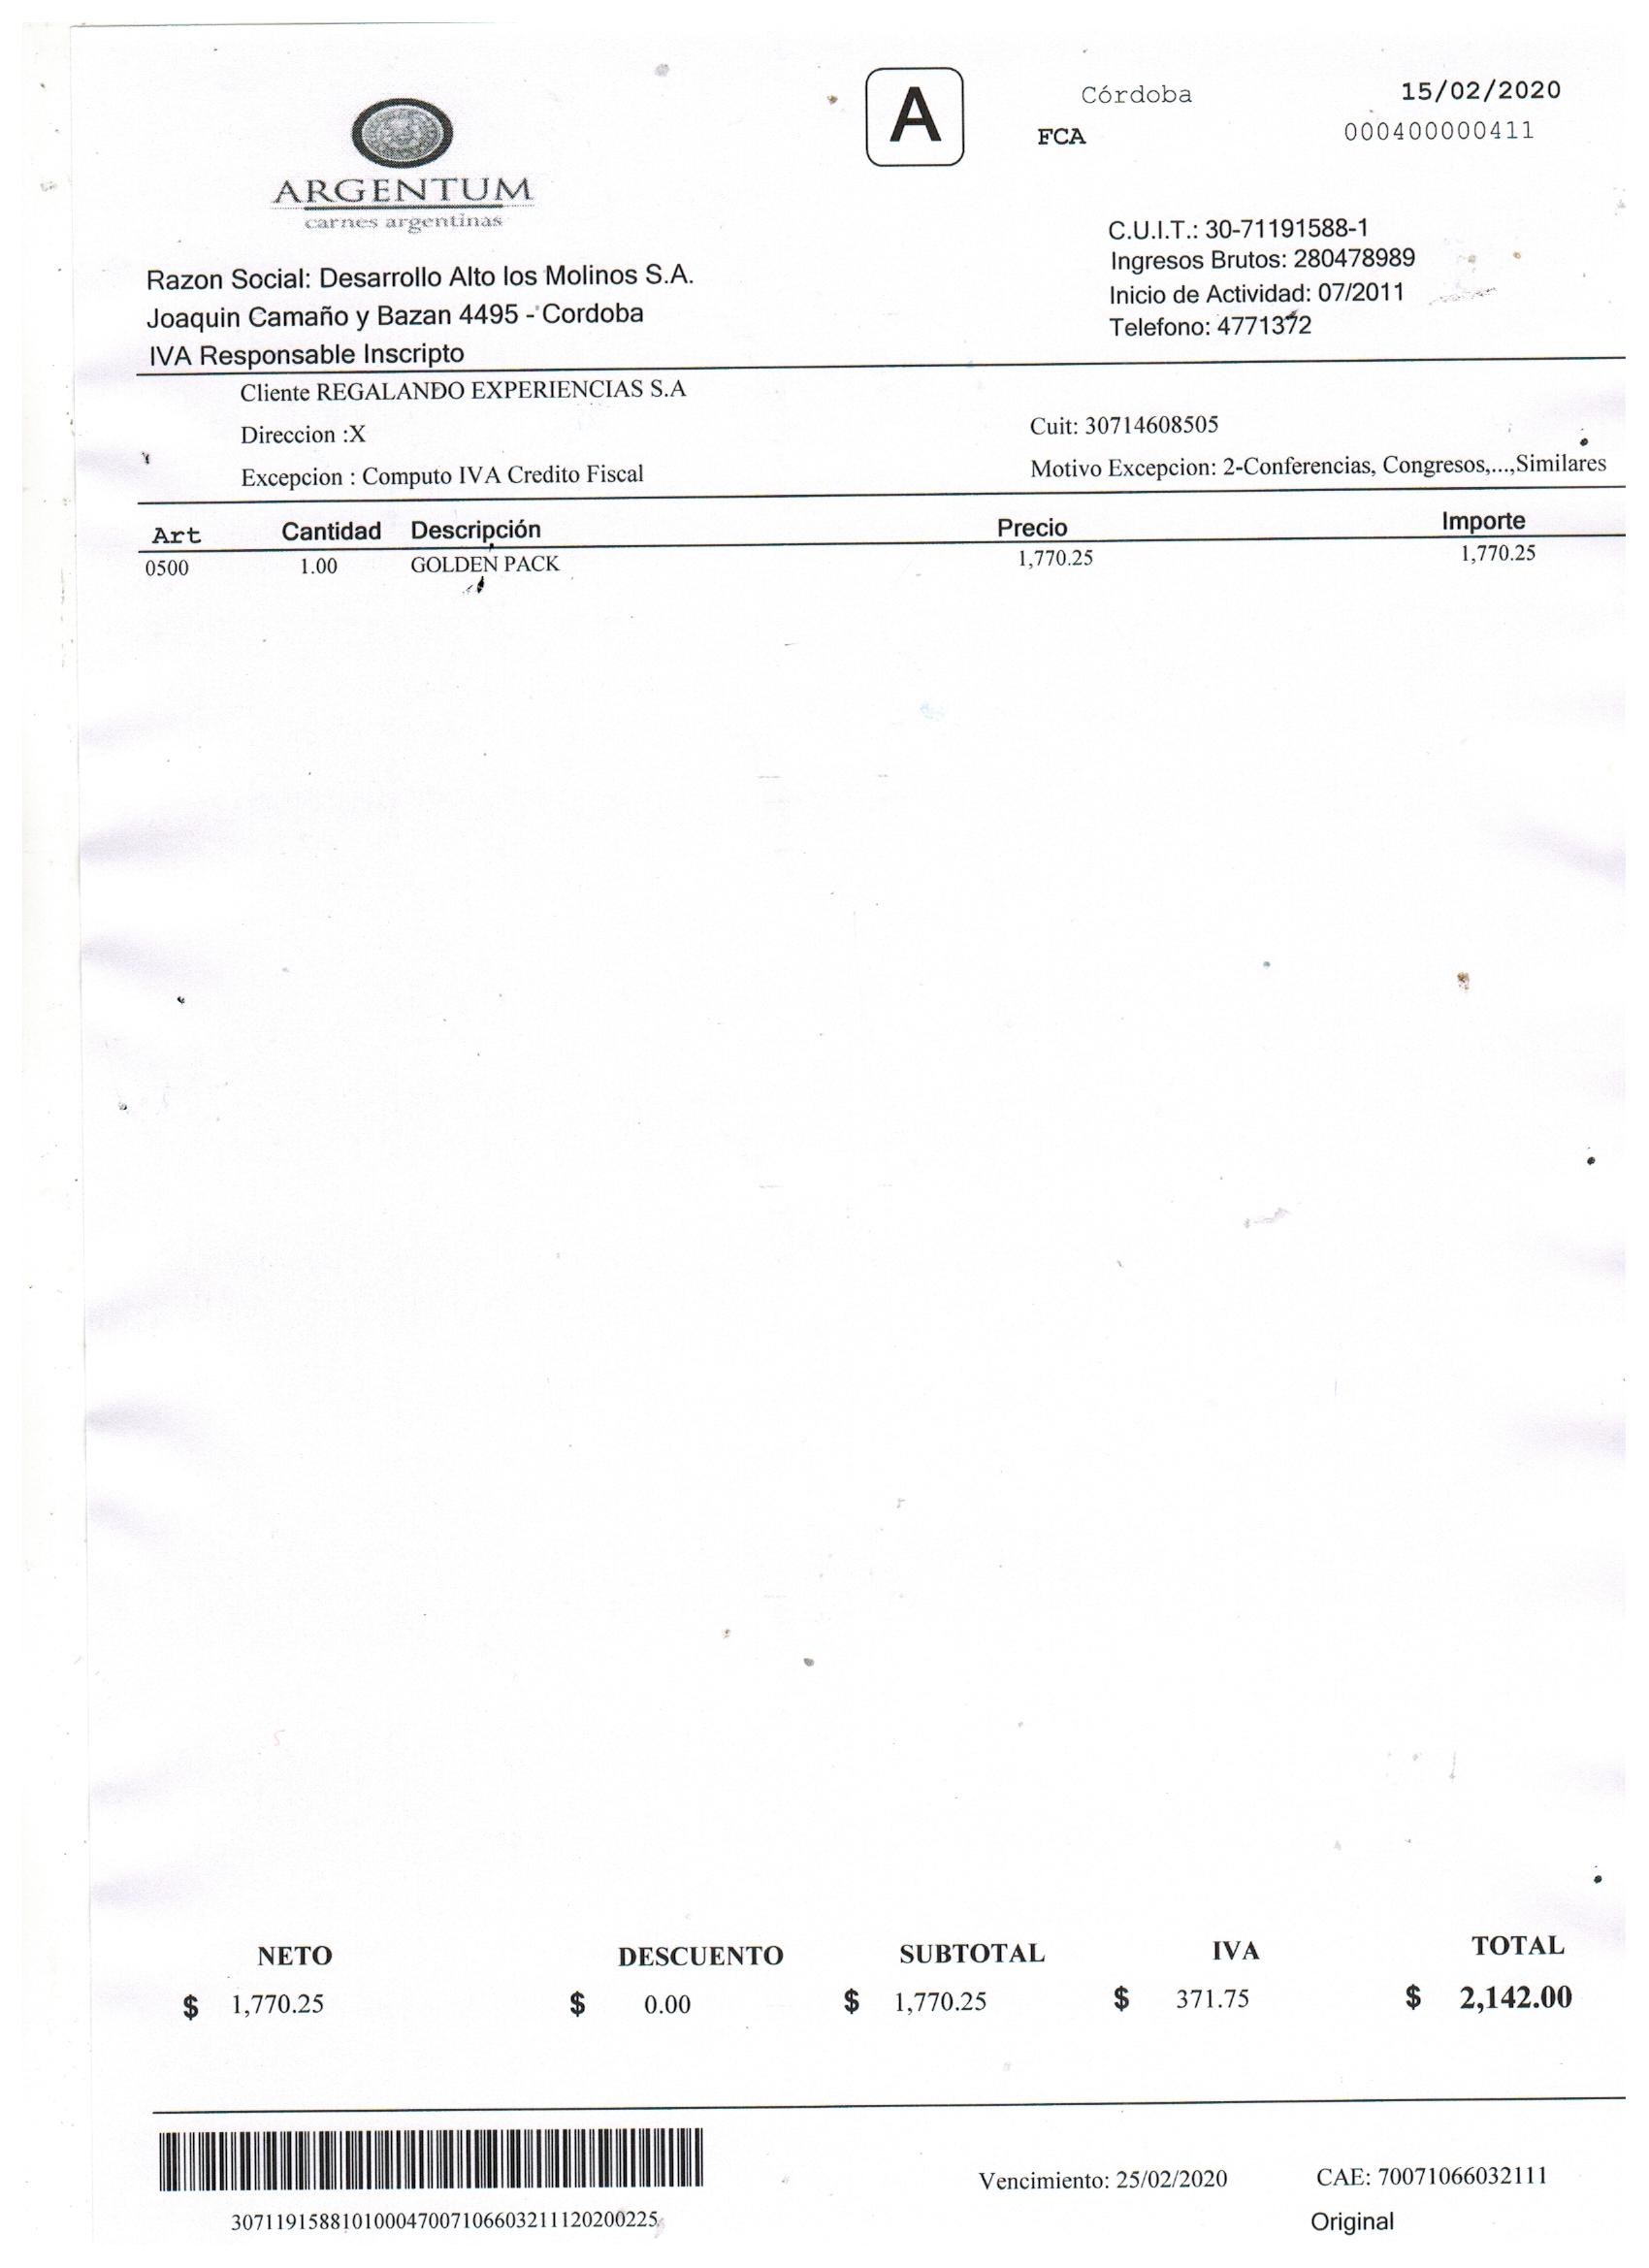 A
Córdoba 15/02/2020
FCA 000400000411
ARGENTUM
carnes argentinas
C.U.I.T.: 30-71191588-1
Ingresos Brutos: 280478989
Inicio de Actividad: 07/2011
Telefono: 4771372
Razon Social: Desarrollo Alto los Molinos S.A.
Joaquin Camaño y Bazan 4495 - Cordoba
IVA Responsable Inscripto
Cliente REGALANDO EXPERIENCIAS S.A
Direccion :X Cuit: 30714608505
Excepcion : Computo IVA Credito Fiscal Motivo Excepcion: 2-Conferencias, Congresos,...,Similares
Art Cantidad Descripción Precio Importe
0500 1.00 GOLDEN PACK 1,770.25 1,770.25
NETO DESCUENTO SUBTOTAL IVA TOTAL
$ 1,770.25 $ 0.00 $ 1,770.25 $ 371.75 $ 2,142.00
Vencimiento: 25/02/2020 CAE: 70071066032111
3071191588101000470071066032111202002​25
Original